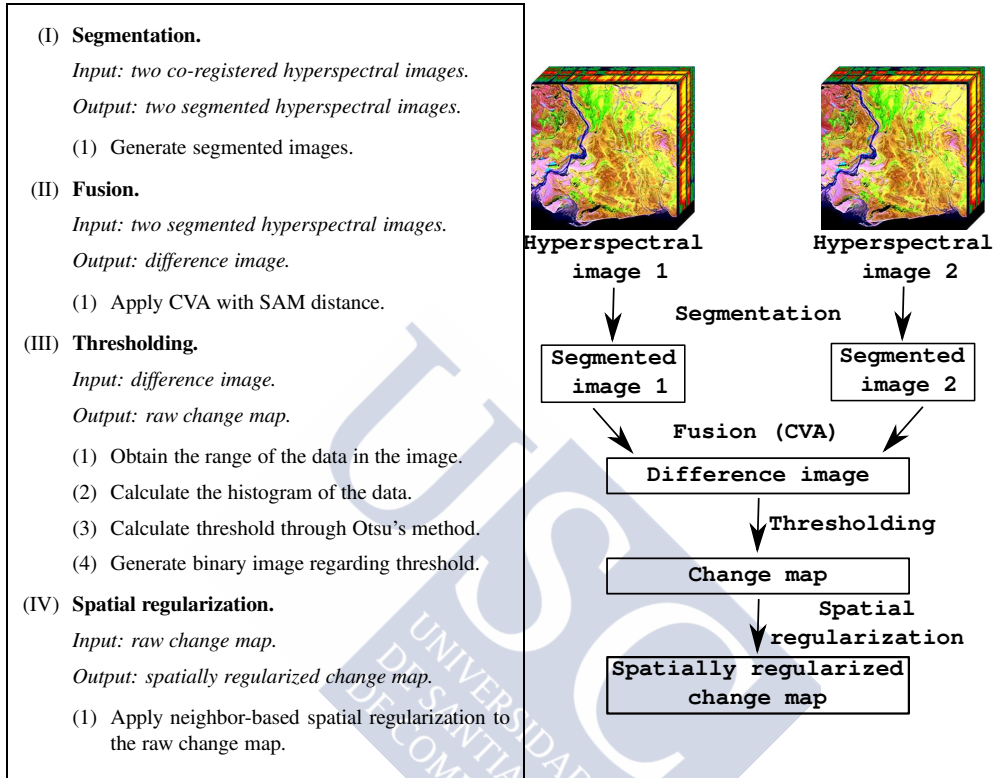 (I) Segmentation.
Input: two co-registered hyperspectral images.
Output: two segmented hyperspectral images.
(1) Generate segmented images.
(II) Fusion.
Input: two segmented hyperspectral images.
Output: difference image.
(1) Apply CVA with SAM distance.
(III) Thresholding.
Input: difference image.
Output: raw change map.
(1) Obtain the range of the data in the image.
(2) Calculate the histogram of the data.
(3) Calculate threshold through Otsu's method.
(4) Generate binary image regarding threshold.
(IV) Spatial regularization.
Input: raw change map.
Output: spatially regularized change map.
(1) Apply neighbor-based spatial regularization to
the raw change map.
Hyperspectral
image 1
Hyperspectral
image 2
Segmentation
Segmented
image 1
Segmented
image 2
Fusion (CVA)
Difference image
Thresholding
Change map
Spatial
regularization
Spatially regularized
change map
USC